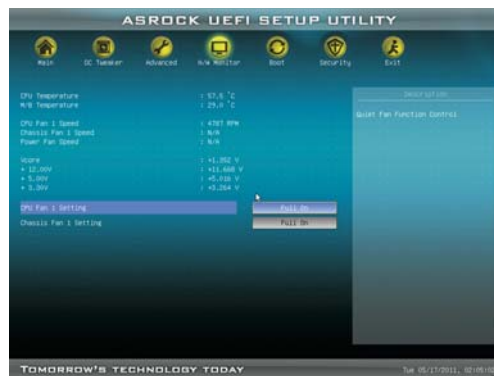 ASROCK UEFI SETUP UTILITY
Main OC Tweaker Advanced H/W Monitor Boot Security Exit
CPU Temperature : 57.5 °C
M/B Temperature : 29.0 °C
CPU Fan 1 Speed : 4787 RPM
Chassis Fan 1 Speed : N/A
Power Fan Speed : N/A
Vcore : +1.352 V
+ 12.00V : +11.668 V
+ 5.00V : +5.016 V
+ 3.30V : +3.264 V
CPU Fan 1 Setting Full On
Chassis Fan 1 Setting Full On
Description
Quiet Fan Function Control
TOMORROW'S TECHNOLOGY TODAY
Tue 05/17/2011, 02:05:02